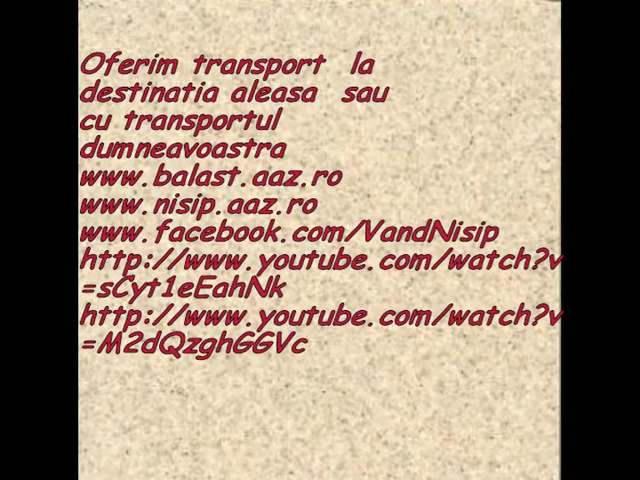 Oferim transport la
destinatia aleasa sau
cu transportul
dumneavoastra
www.balast.aaz.ro
www.nisip.aaz.ro
www.facebook.com/VandNisip
http://www.youtube.com/watch?v
=sCyt1eEahNk
http://www.youtube.com/watch?v
=M2dQzghGGVc